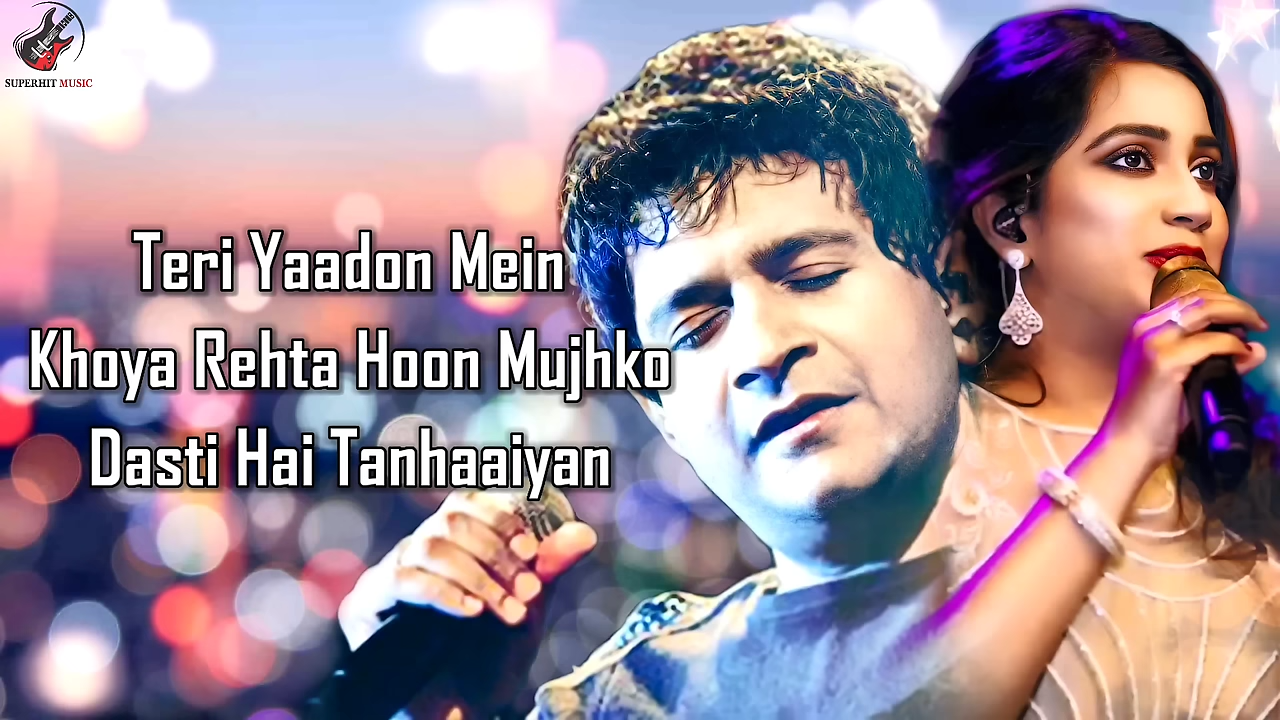 SUPERHIT MUSIC
Teri Yaadon Mein
Khoya Rehta Hoon Mujhko
Dasti Hai Tanhaaiyan